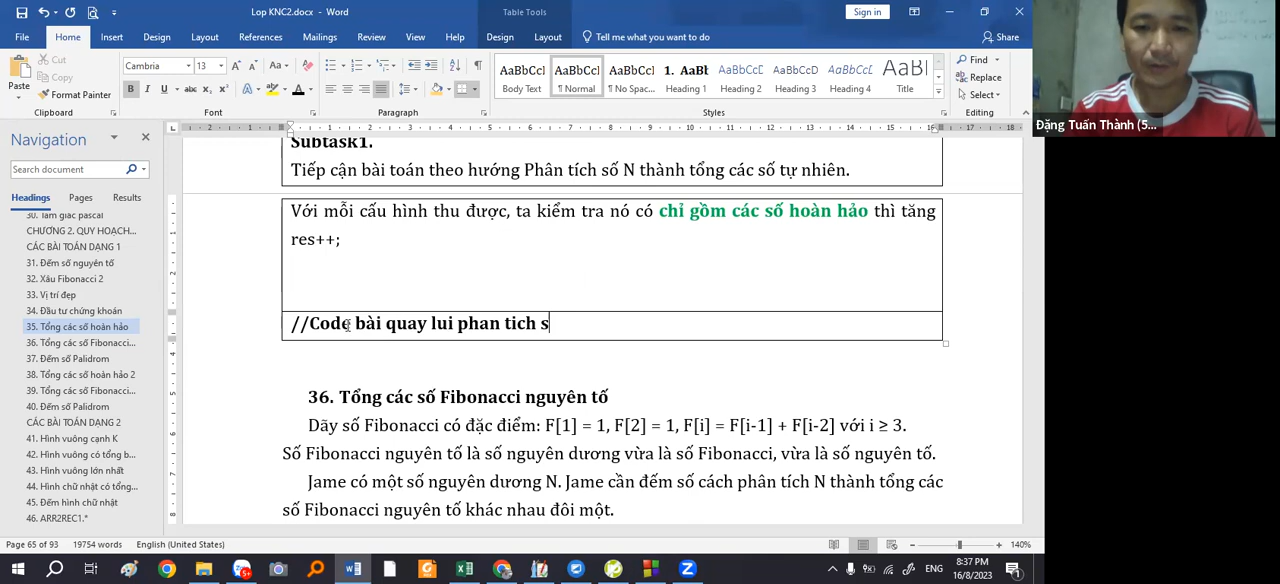 Lop KNC2.docx - Word
Table Tools
Sign in
File
Home
Insert
Design
Layout
References
Mailings
Review
View
Help
Design
Layout
Tell me what you want to do
Share
Paste
Cut
Copy
Format Painter
Clipboard
Cambria
13
Font
Paragraph
AaBbCcI
Body Text
AaBbCcI
¶ Normal
AaBbCcI
¶ No Spac...
1. AaBl
Heading 1
AaBbCcI
Heading 2
AaBbCcD
Heading 3
AaBbCcI
Heading 4
AaBl
Title
Styles
Find
Replace
Select
Editing
Đặng Tuấn Thành (5...
Navigation
Search document
Headings
Pages
Results
30. Tam giác pascal
CHƯƠNG 2. QUY HOẠCH...
CÁC BÀI TOÁN DẠNG 1
31. Đếm số nguyên tố
32. Xâu Fibonacci 2
33. Vị trí đẹp
34. Đầu tư chứng khoán
35. Tổng các số hoàn hảo
36. Tổng các số Fibonacci...
37. Đếm số Palidrom
38. Tổng các số hoàn hảo 2
39. Tổng các số Fibonacci...
40. Đếm số Palidrom
CÁC BÀI TOÁN DẠNG 2
41. Hình vuông cạnh K
42. Hình vuông có tổng b...
43. Hình vuông lớn nhất
44. Hình chữ nhật có tổng...
45. Đếm hình chữ nhật
46. ARR2REC1.*
Subtask1.
Tiếp cận bài toán theo hướng Phân tích số N thành tổng các số tự nhiên.
Với mỗi cấu hình thu được, ta kiểm tra nó có chỉ gồm các số hoàn hảo thì tăng
res++;
//Code bài quay lui phan tich s
36. Tổng các số Fibonacci nguyên tố
Dãy số Fibonacci có đặc điểm: F[1] = 1, F[2] = 1, F[i] = F[i-1] + F[i-2] với i ≥ 3.
Số Fibonacci nguyên tố là số nguyên dương vừa là số Fibonacci, vừa là số nguyên tố.
Jame có một số nguyên dương N. Jame cần đếm số cách phân tích N thành tổng các
số Fibonacci nguyên tố khác nhau đôi một.
Page 65 of 93
19754 words
English (United States)
140%
ENG
8:37 PM
16/8/2023